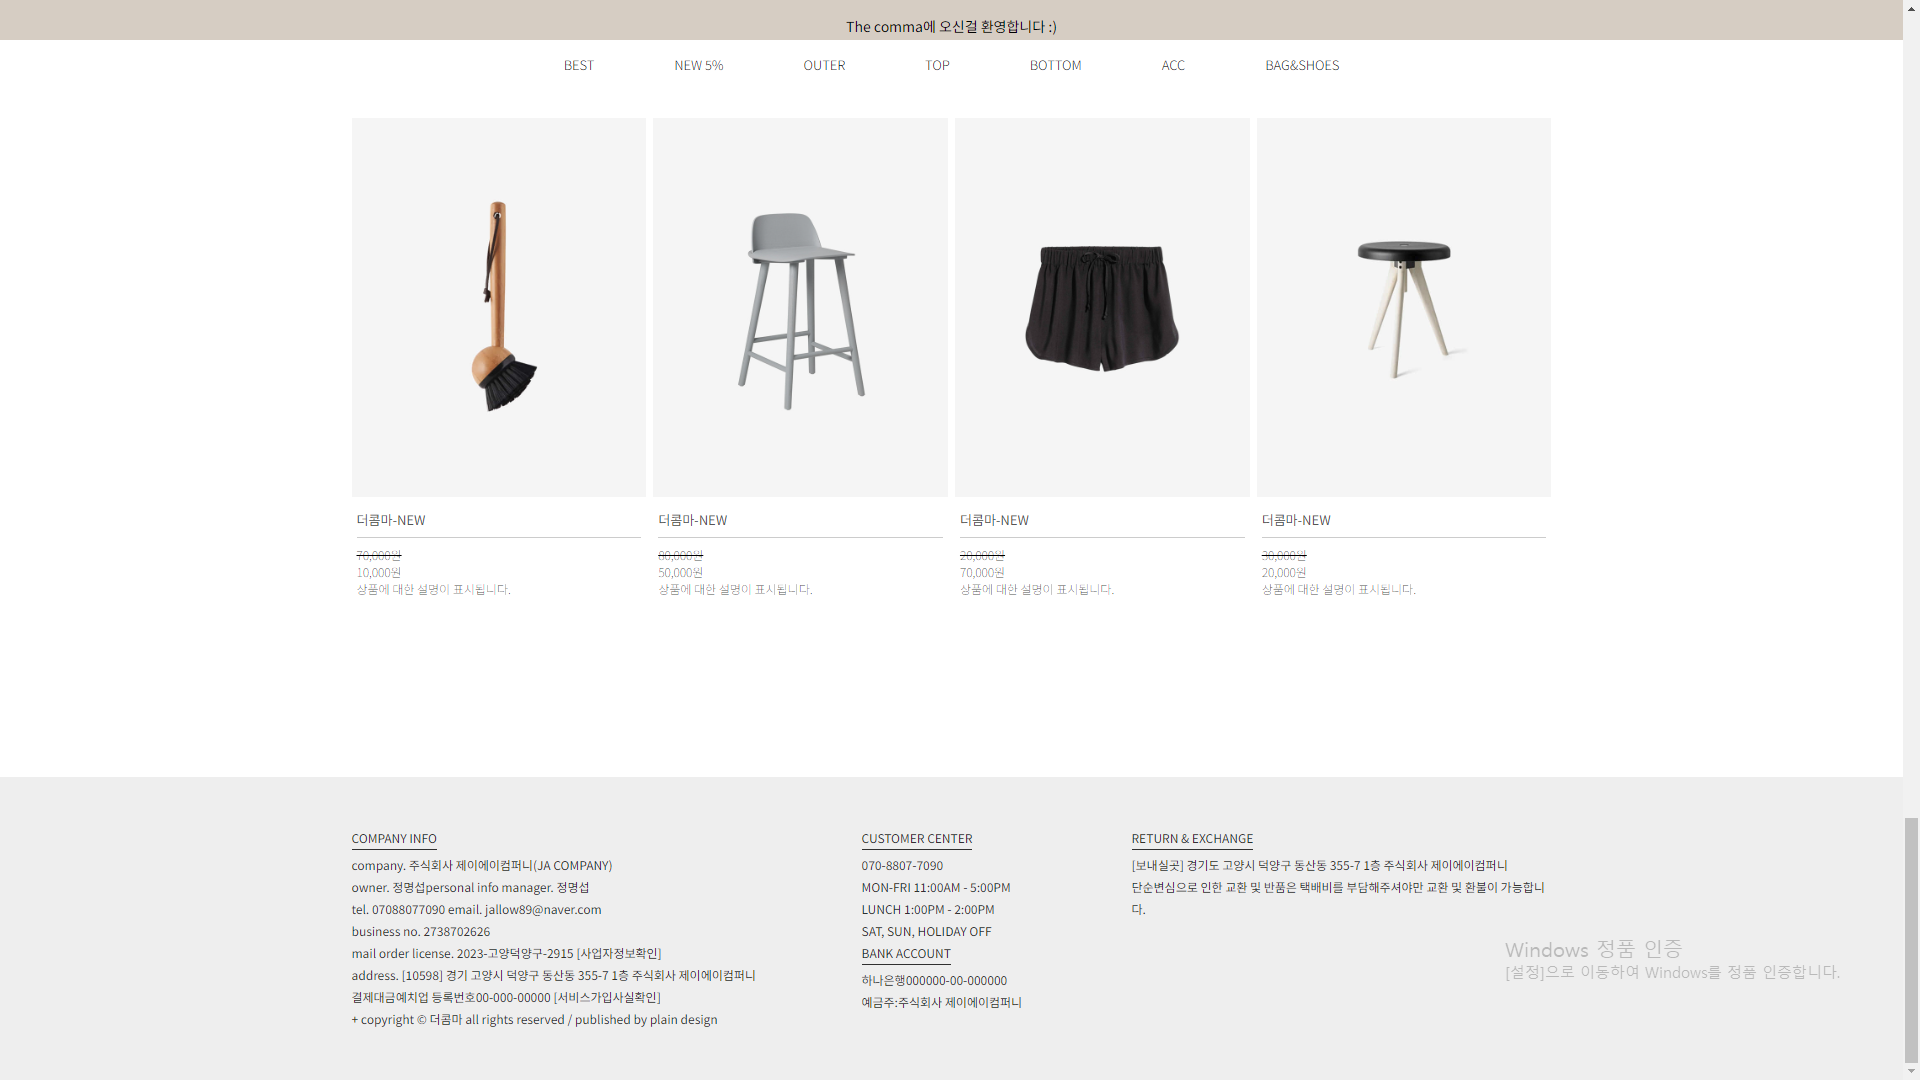 The comma에 오신걸 환영합니다 :)
BEST NEW 5% OUTER TOP BOTTOM ACC BAG&SHOES
더콤마-NEW
70,000원
10,000원
상품에 대한 설명이 표시됩니다.
더콤마-NEW
80,000원
50,000원
상품에 대한 설명이 표시됩니다.
더콤마-NEW
20,000원
70,000원
상품에 대한 설명이 표시됩니다.
더콤마-NEW
30,000원
20,000원
상품에 대한 설명이 표시됩니다.
COMPANY INFO
company. 주식회사 제이에이컴퍼니(JA COMPANY)
owner. 정명섭personal info manager. 정명섭
tel. 07088077090 email. jallow89@naver.com
business no. 2738702626
mail order license. 2023-고양덕양구-2915 [사업자정보확인]
address. [10598] 경기 고양시 덕양구 동산동 355-7 1층 주식회사 제이에이컴퍼니
결제대금예치업 등록번호00-000-00000 [서비스가입사실확인]
+ copyright © 더콤마 all rights reserved / published by plain design
CUSTOMER CENTER
070-8807-7090
MON-FRI 11:00AM - 5:00PM
LUNCH 1:00PM - 2:00PM
SAT, SUN, HOLIDAY OFF
BANK ACCOUNT
하나은행000000-00-000000
예금주:주식회사 제이에이컴퍼니
RETURN & EXCHANGE
[보내실곳] 경기도 고양시 덕양구 동산동 355-7 1층 주식회사 제이에이컴퍼니
단순변심으로 인한 교환 및 반품은 택배비를 부담해주셔야만 교환 및 환불이 가능합니
다.
Windows 정품 인증
[설정]으로 이동하여 Windows를 정품 인증합니다.